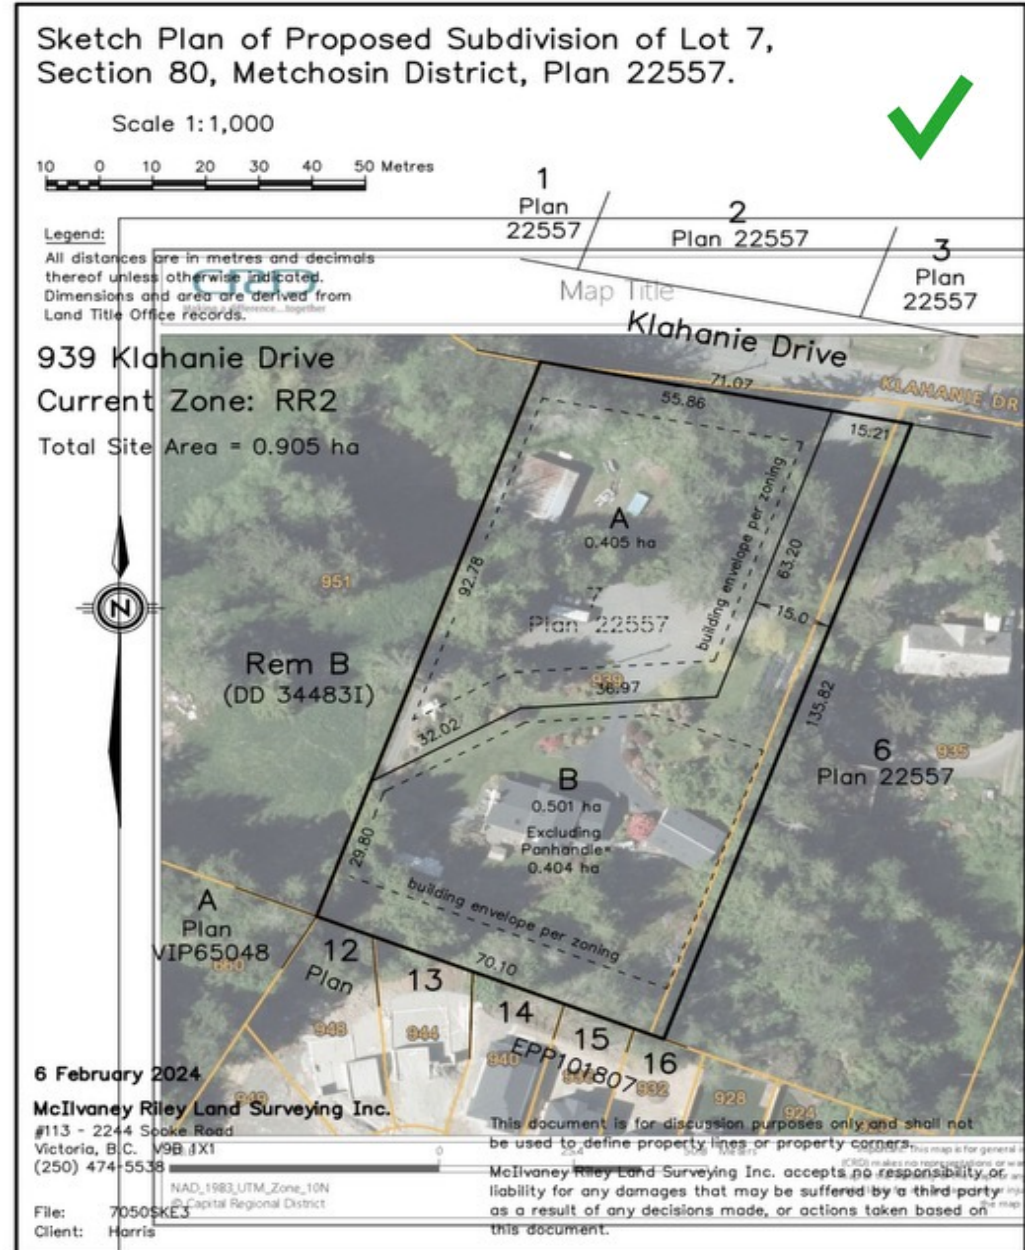 Sketch Plan of Proposed Subdivision of Lot 7,
Section 80, Metchosin District, Plan 22557.
Scale 1:1,000
10 0 10 20 30 40 50 Metres
1
Plan
22557
2
Plan 22557
3
Plan
22557
Legend:
All distances are in metres and decimals
thereof unless otherwise indicated.
Dimensions and area are derived from
Land Title Office records.
CRD
Making a difference...together
Map Title
Klahanie Drive
KLAHANIE DR
939 Klahanie Drive
Current Zone: RR2
Total Site Area = 0.905 ha
71.07
55.86
15.21
A
0.405 ha
building envelope per zoning
63.20
92.78
951
N
7
Plan 22557
15.0
Rem B
(DD 34483I)
939
36.97
32.02
135.82
6
Plan 22557
935
B
0.501 ha
Excluding
Panhandle=
0.404 ha
29.80
building envelope per zoning
70.10
A
Plan
VIP65048
12
Plan
13
14
15
16
EPP101807
948
944
940
932
928
924
6 February 2024
McIlvaney Riley Land Surveying Inc.
#113 - 2244 Sooke Road
Victoria, B.C. V9B 1X1
(250) 474-5538
File: 7050SKE3
Client: Harris
NAD_1983_UTM_Zone_10N
© Capital Regional District
This document is for discussion purposes only and shall not
be used to define property lines or property corners.
McIlvaney Riley Land Surveying Inc. accepts no responsibility or
liability for any damages that may be suffered by a third party
as a result of any decisions made, or actions taken based on
this document.